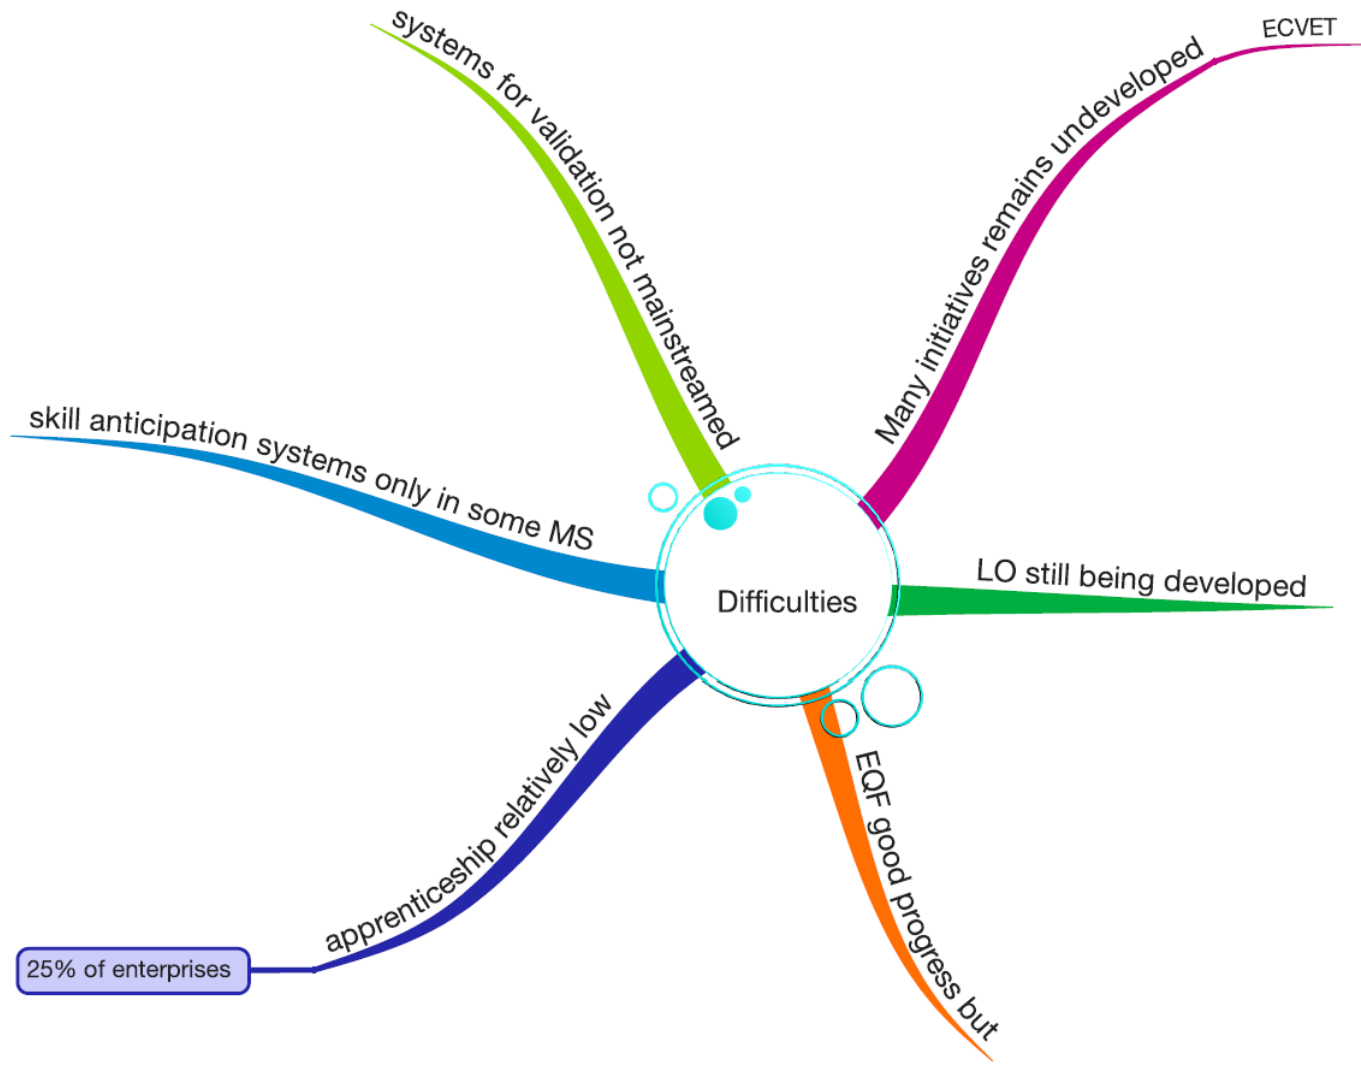 systems for validation not mainstreamed
ECVET
Many initiatives remains undeveloped
skill anticipation systems only in some MS
LO still being developed
Difficulties
apprenticeship relatively low
25% of enterprises
EQF good progress but